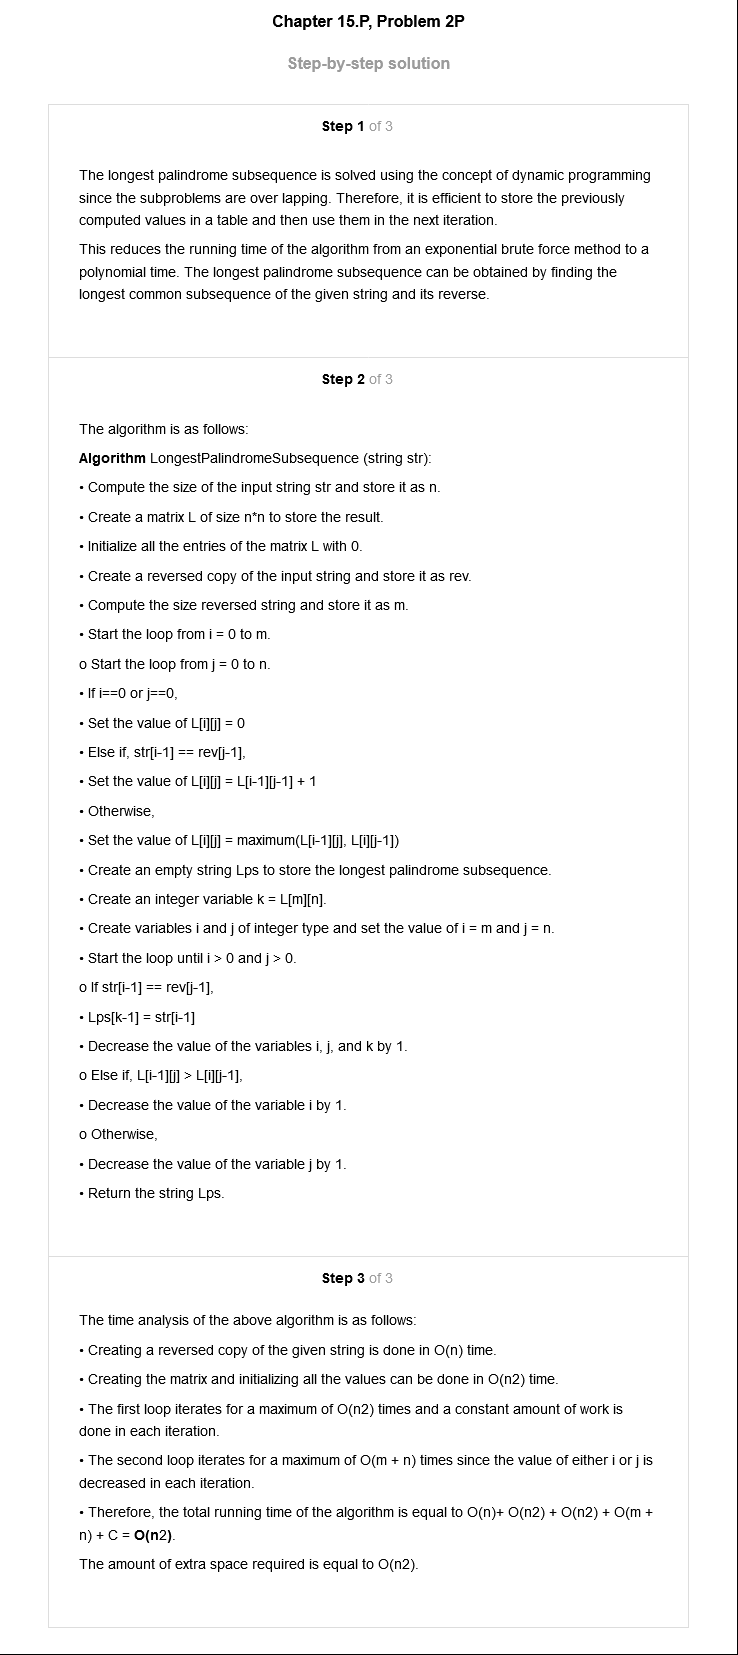 Chapter 15.P, Problem 2P
Step-by-step solution
Step 1 of 3
The longest palindrome subsequence is solved using the concept of dynamic programming
since the subproblems are over lapping. Therefore, it is efficient to store the previously
computed values in a table and then use them in the next iteration.
This reduces the running time of the algorithm from an exponential brute force method to a
polynomial time. The longest palindrome subsequence can be obtained by finding the
longest common subsequence of the given string and its reverse.
Step 2 of 3
The algorithm is as follows:
Algorithm LongestPalindromeSubsequence (string str):
• Compute the size of the input string str and store it as n.
• Create a matrix L of size n*n to store the result.
• Initialize all the entries of the matrix L with 0.
• Create a reversed copy of the input string and store it as rev.
• Compute the size reversed string and store it as m.
• Start the loop from i = 0 to m.
o Start the loop from j = 0 to n.
• If i==0 or j==0,
• Set the value of L[i][j] = 0
• Else if, str[i-1] == rev[j-1],
• Set the value of L[i][j] = L[i-1][j-1] + 1
• Otherwise,
• Set the value of L[i][j] = maximum(L[i-1][j], L[i][j-1])
• Create an empty string Lps to store the longest palindrome subsequence.
• Create an integer variable k = L[m][n].
• Create variables i and j of integer type and set the value of i = m and j = n.
• Start the loop until i > 0 and j > 0.
o If str[i-1] == rev[j-1],
• Lps[k-1] = str[i-1]
• Decrease the value of the variables i, j, and k by 1.
o Else if, L[i-1][j] > L[i][j-1],
• Decrease the value of the variable i by 1.
o Otherwise,
• Decrease the value of the variable j by 1.
• Return the string Lps.
Step 3 of 3
The time analysis of the above algorithm is as follows:
• Creating a reversed copy of the given string is done in O(n) time.
• Creating the matrix and initializing all the values can be done in O(n2) time.
• The first loop iterates for a maximum of O(n2) times and a constant amount of work is
done in each iteration.
• The second loop iterates for a maximum of O(m + n) times since the value of either i or j is
decreased in each iteration.
• Therefore, the total running time of the algorithm is equal to O(n)+ O(n2) + O(n2) + O(m +
n) + C = O(n2).
The amount of extra space required is equal to O(n2).